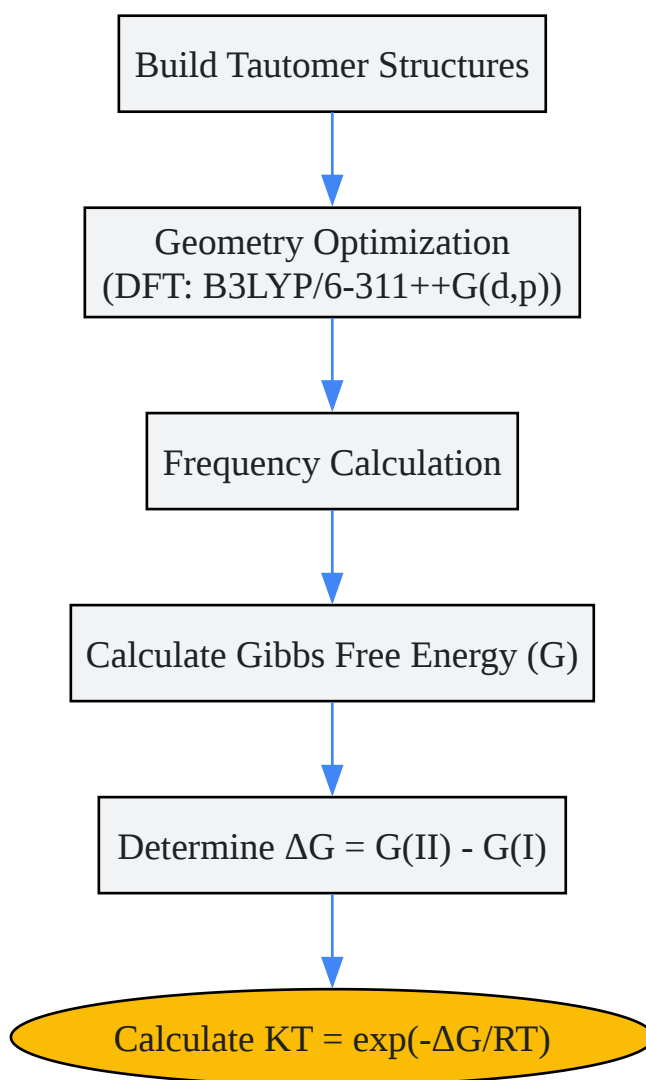 Build Tautomer Structures
Geometry Optimization
(DFT: B3LYP/6-311++G(d,p))
Frequency Calculation
Calculate Gibbs Free Energy (G)
Determine ΔG = G(II) - G(I)
Calculate KT = exp(-ΔG/RT)